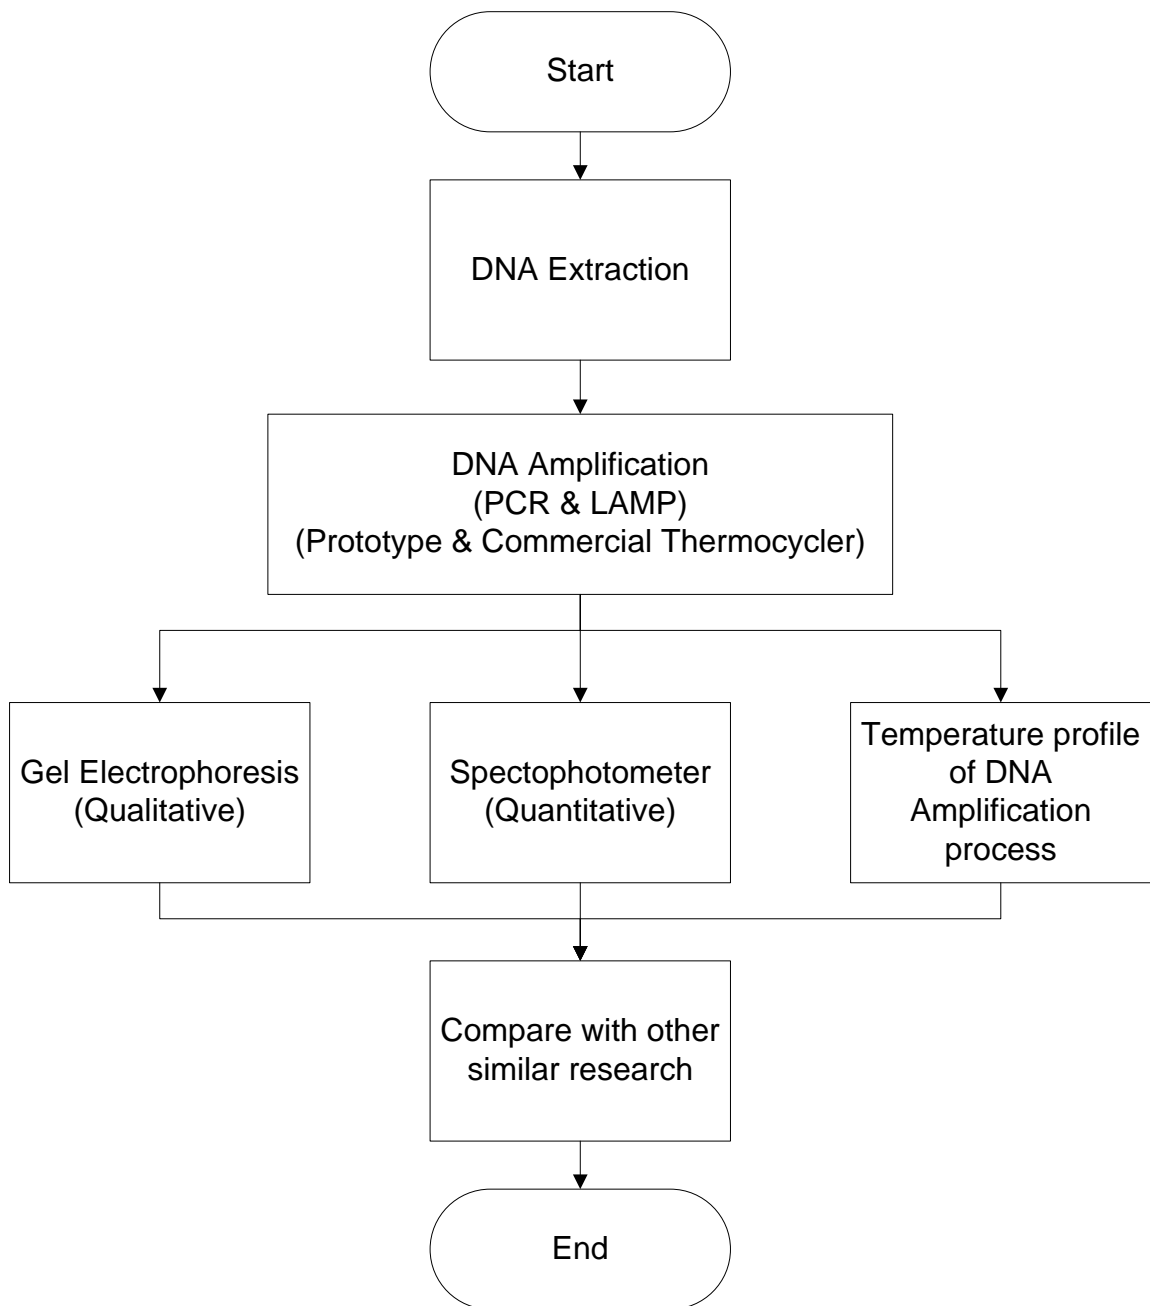 Start
DNA Extraction
DNA Amplification
(PCR & LAMP)
(Prototype & Commercial Thermocycler)
Gel Electrophoresis
(Qualitative)
Spectophotometer
(Quantitative)
Temperature profile
of DNA
Amplification
process
Compare with other
similar research
End